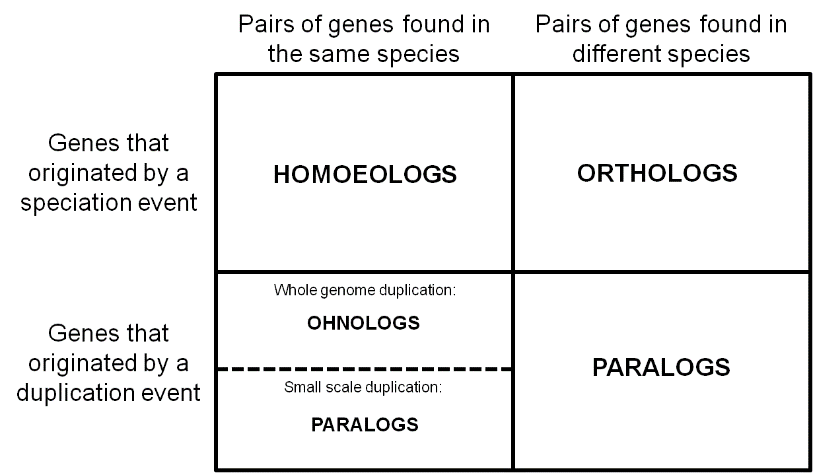 Pairs of genes found in
the same species
Pairs of genes found in
different species
Genes that
originated by a
speciation event
HOMOEOLOGS
ORTHOLOGS
Genes that
originated by a
duplication event
Whole genome duplication:
OHNOLOGS
Small scale duplication:
PARALOGS
PARALOGS